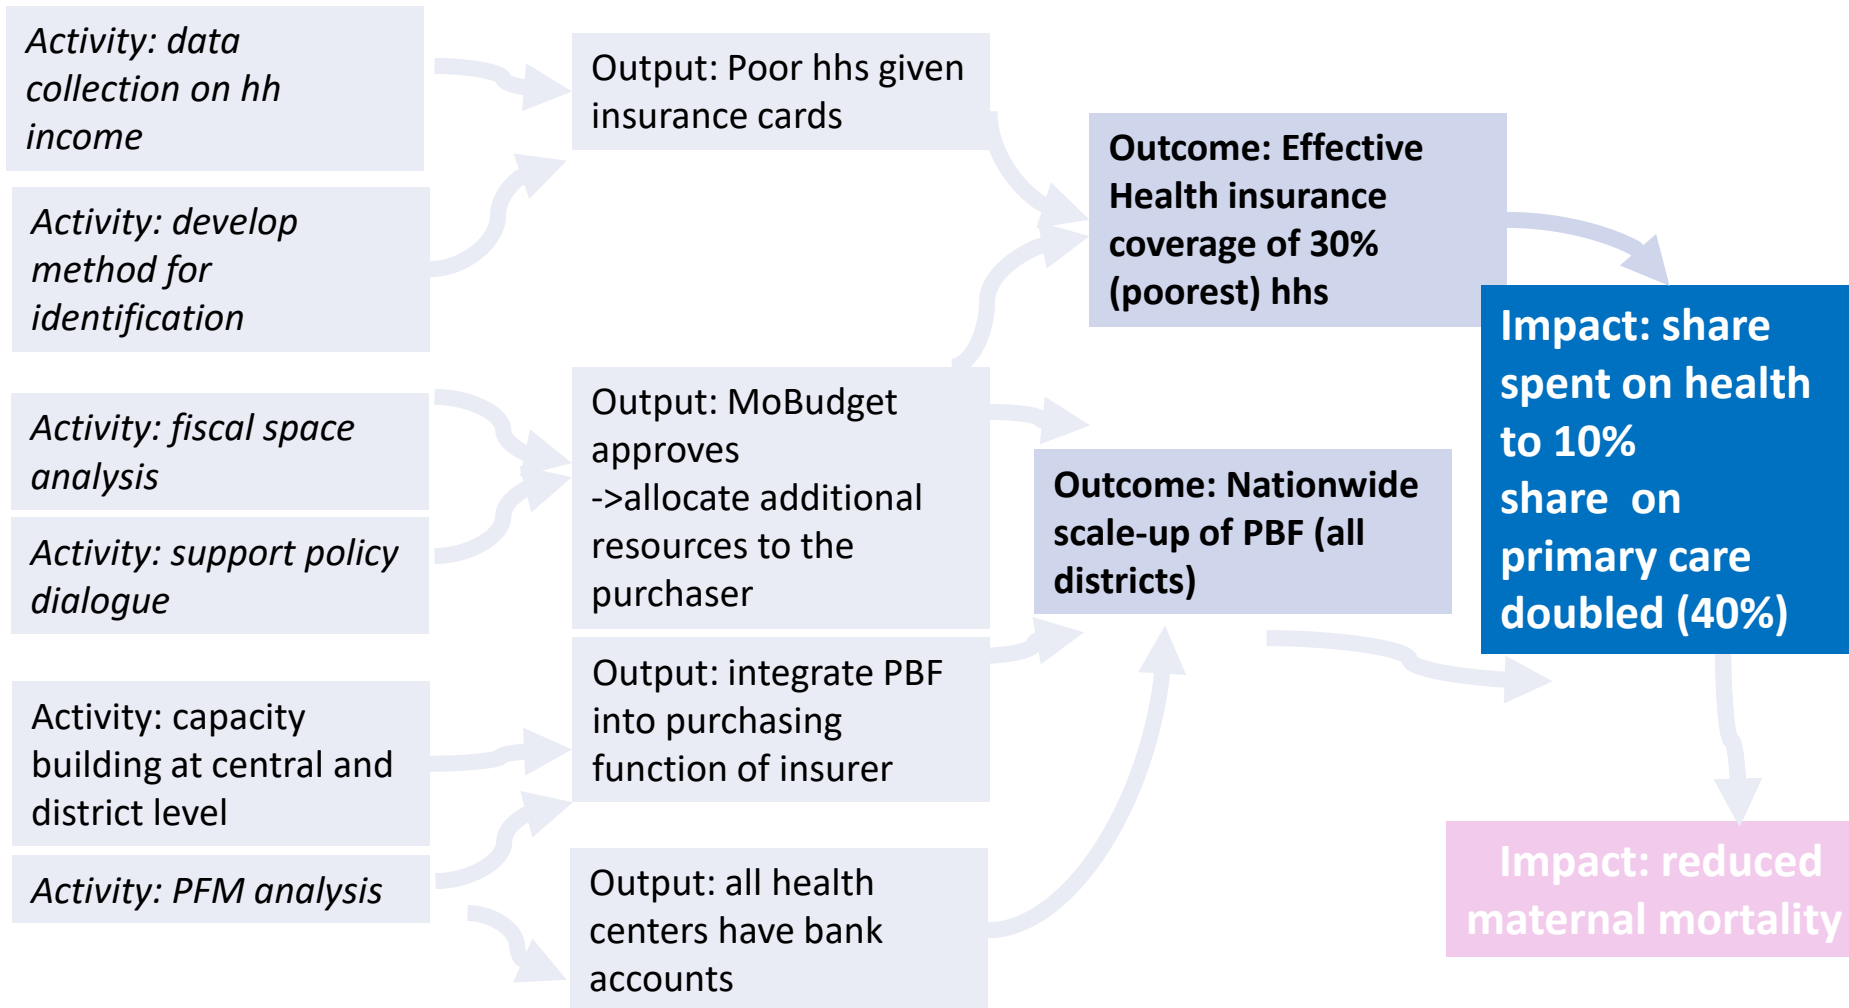 Activity: data
collection on hh
income
Activity: develop
method for
identification
Activity: fiscal space
analysis
Activity: support policy
dialogue
Activity: capacity
building at central and
district level
Activity: PFM analysis
Output: Poor hhs given
insurance cards
Output: MoBudget
approves
->allocate additional
resources to the
purchaser
Output: integrate PBF
into purchasing
function of insurer
Output: all health
centers have bank
accounts
Outcome: Effective
Health insurance
coverage of 30%
(poorest) hhs
Outcome: Nationwide
scale-up of PBF (all
districts)
Impact: share
spent on health
to 10%
share on
primary care
doubled (40%)
Impact: reduced
maternal mortality